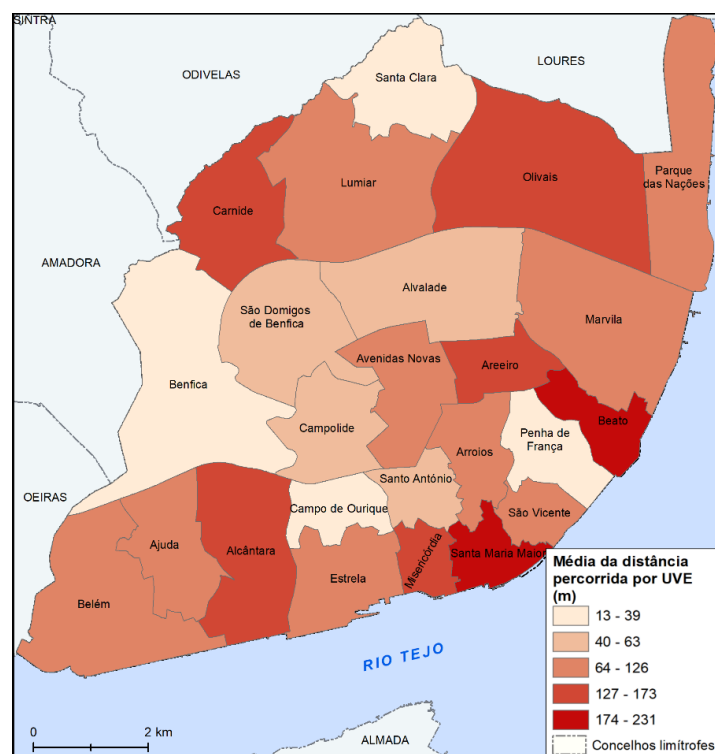 SINTRA
ODIVELAS
LOURES
Santa Clara
Lumiar
Olivais
Parque
das Nações
Carnide
AMADORA
Alvalade
São Domigos
de Benfica
Marvila
Avenidas Novas
Areeiro
Benfica
Beato
Campolide
Penha de
França
Arroios
Santo António
OEIRAS
Campo de Ourique
São Vicente
Ajuda
Alcântara
Misericórdia
Santa Maria Maior
Estrela
Belém
RIO TEJO
ALMADA
0 2 km
Média da distância
percorrida por UVE
(m)
13 - 39
40 - 63
64 - 126
127 - 173
174 - 231
Concelhos limítrofes